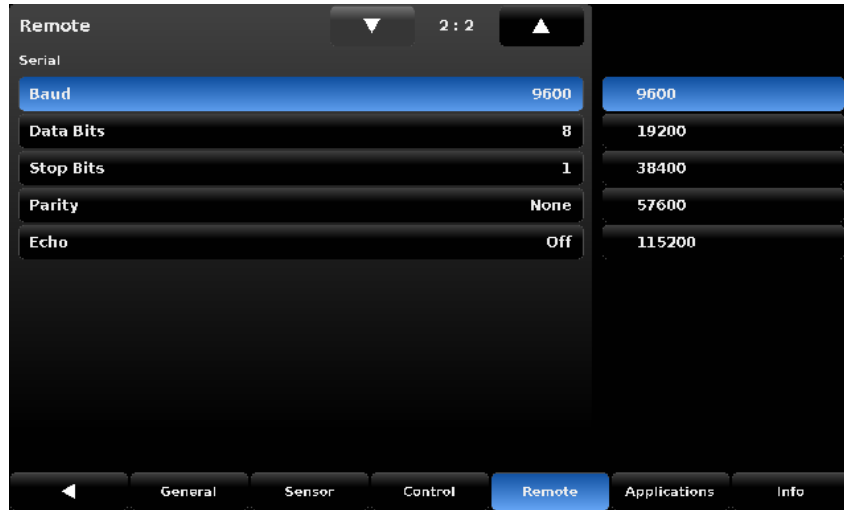 Remote 2 : 2
Serial
Baud 9600
Data Bits 8
Stop Bits 1
Parity None
Echo Off
9600
19200
38400
57600
115200
General Sensor Control Remote Applications Info